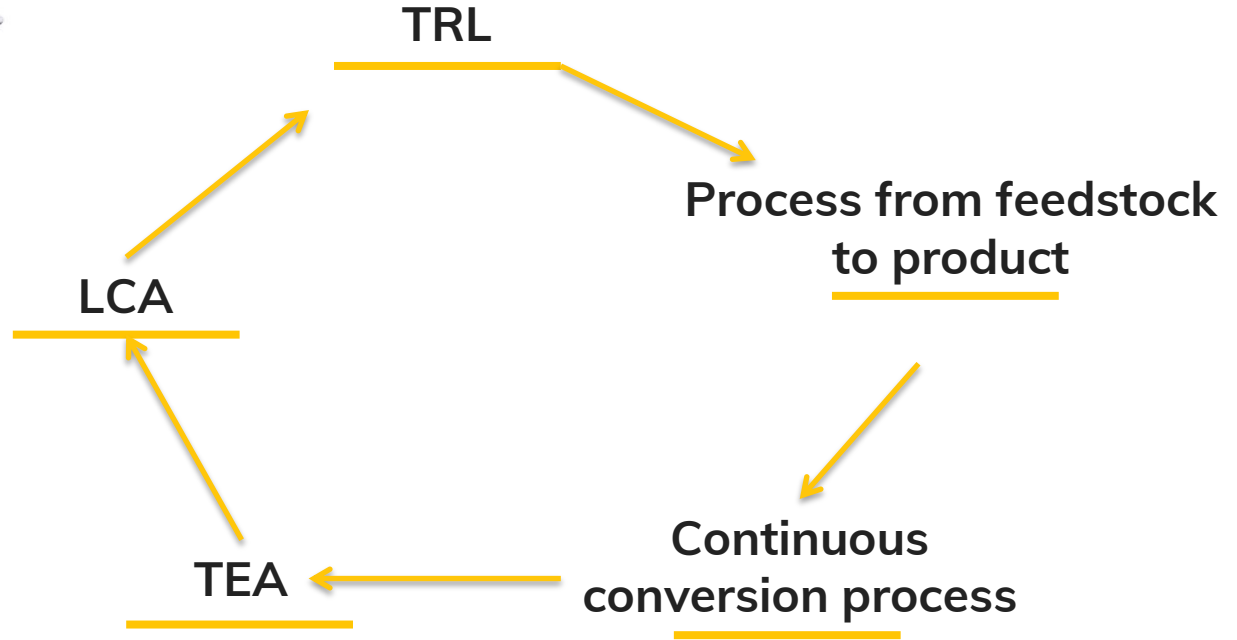 TRL
Process from feedstock
to product
LCA
Continuous
conversion process
TEA